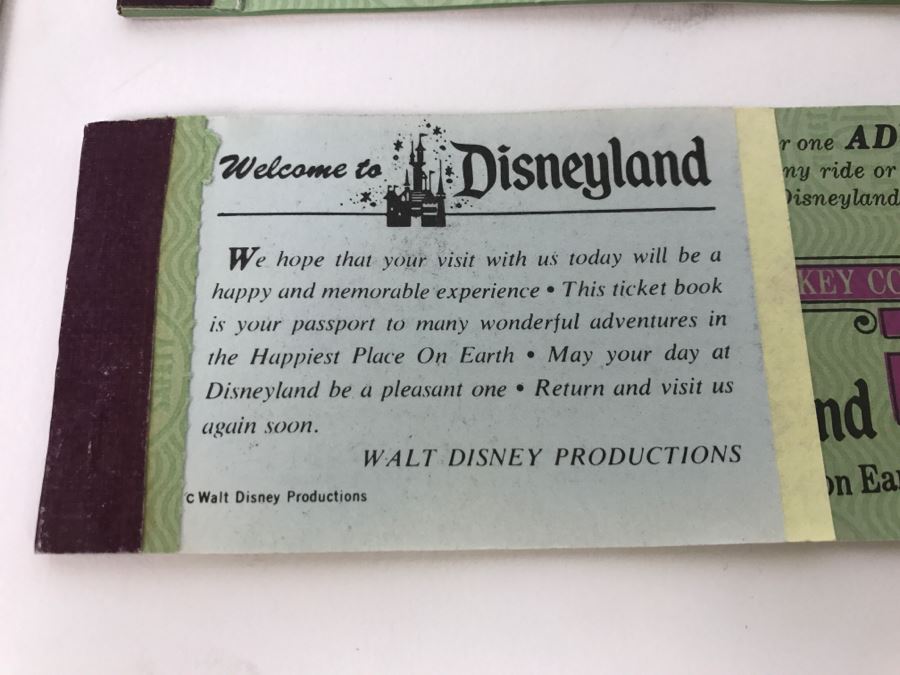 Welcome to Disneyland
We hope that your visit with us today will be a
happy and memorable experience • This ticket book
is your passport to many wonderful adventures in
the Happiest Place On Earth • May your day at
Disneyland be a pleasant one • Return and visit us
again soon.
WALT DISNEY PRODUCTIONS
c Walt Disney Productions
r one AD
ny ride or
Disneyland
KEY CO
nd
on Ear